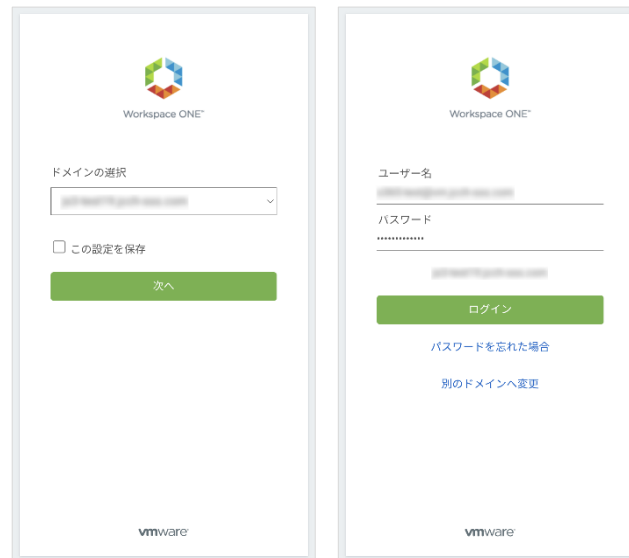 Workspace ONE™
ドメインの選択
この設定を保存
次へ
vmware
Workspace ONE™
ユーザー名
パスワード
•••••••••••••
ログイン
パスワードを忘れた場合
別のドメインへ変更
vmware